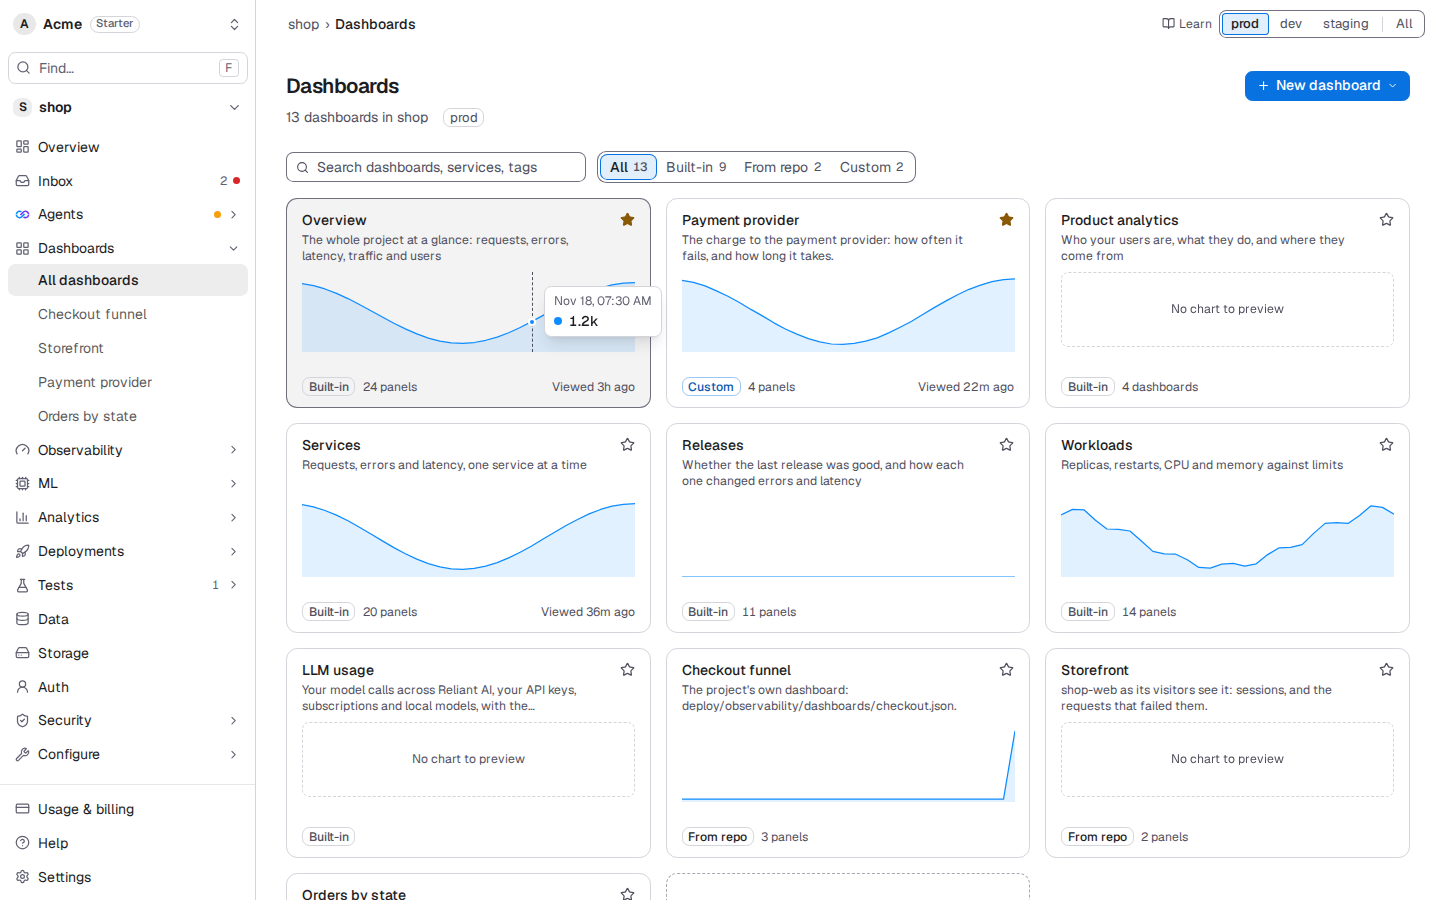 A Acme Starter
Find... F
S shop
Overview
Inbox 2
Agents
Dashboards
All dashboards
Checkout funnel
Storefront
Payment provider
Orders by state
Observability
ML
Analytics
Deployments
Tests 1
Data
Storage
Auth
Security
Configure
Usage & billing
Help
Settings
shop › Dashboards
Learn prod dev staging All
Dashboards
New dashboard
13 dashboards in shop prod
Search dashboards, services, tags
All 13 Built-in 9 From repo 2 Custom 2
Overview
The whole project at a glance: requests, errors,
latency, traffic and users
Nov 18, 07:30 AM
1.2k
Built-in 24 panels Viewed 3h ago
Payment provider
The charge to the payment provider: how often it
fails, and how long it takes.
Custom 4 panels Viewed 22m ago
Product analytics
Who your users are, what they do, and where they
come from
No chart to preview
Built-in 4 dashboards
Services
Requests, errors and latency, one service at a time
Built-in 20 panels Viewed 36m ago
Releases
Whether the last release was good, and how each
one changed errors and latency
Built-in 11 panels
Workloads
Replicas, restarts, CPU and memory against limits
Built-in 14 panels
LLM usage
Your model calls across Reliant AI, your API keys,
subscriptions and local models, with the...
No chart to preview
Built-in
Checkout funnel
The project's own dashboard:
deploy/observability/dashboards/checkout.json.
From repo 3 panels
Storefront
shop-web as its visitors see it: sessions, and the
requests that failed them.
No chart to preview
From repo 2 panels
Orders by state